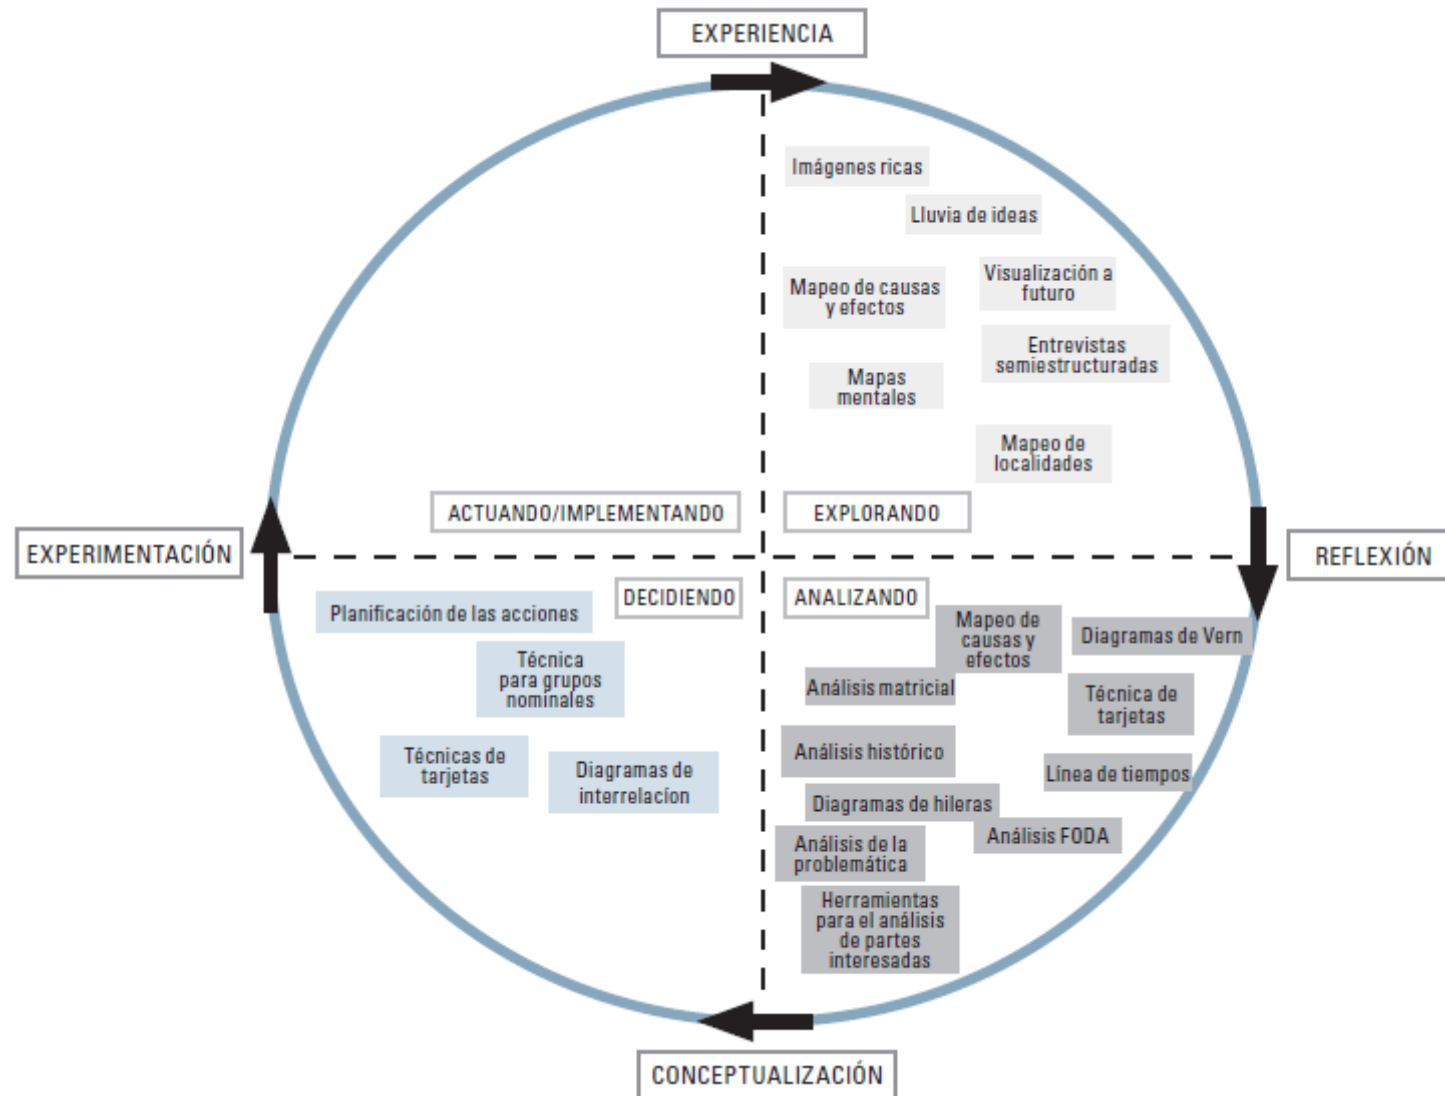 EXPERIENCIA
Imágenes ricas
Lluvia de ideas
Mapeo de causas
y efectos
Visualización a
futuro
Entrevistas
semiestructuradas
Mapas
mentales
Mapeo de
localidades
ACTUANDO/IMPLEMENTANDO
EXPLORANDO
EXPERIMENTACIÓN
REFLEXIÓN
DECIDIENDO
ANALIZANDO
Planificación de las acciones
Técnica
para grupos
nominales
Técnicas de
tarjetas
Diagramas de
interrelacíon
Mapeo de
causas y
efectos
Diagramas de Vern
Análisis matricial
Técnica de
tarjetas
Análisis histórico
Línea de tiempos
Diagramas de hileras
Análisis FODA
Análisis de la
problemática
Herramientas
para el análisis
de partes
interesadas
CONCEPTUALIZACIÓN